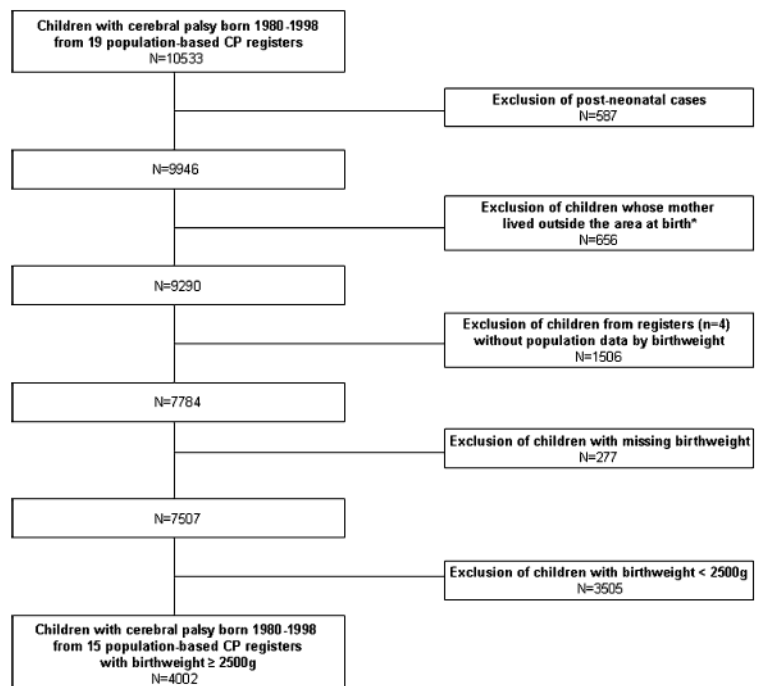 Children with cerebral palsy born 1980-1998
from 19 population-based CP registers
N=10533
Exclusion of post-neonatal cases
N=587
N=9946
Exclusion of children whose mother
lived outside the area at birth*
N=656
N=9290
Exclusion of children from registers (n=4)
without population data by birthweight
N=1506
N=7784
Exclusion of children with missing birthweight
N=277
N=7507
Exclusion of children with birthweight < 2500g
N=3505
Children with cerebral palsy born 1980-1998
from 15 population-based CP registers
with birthweight ≥ 2500g
N=4002